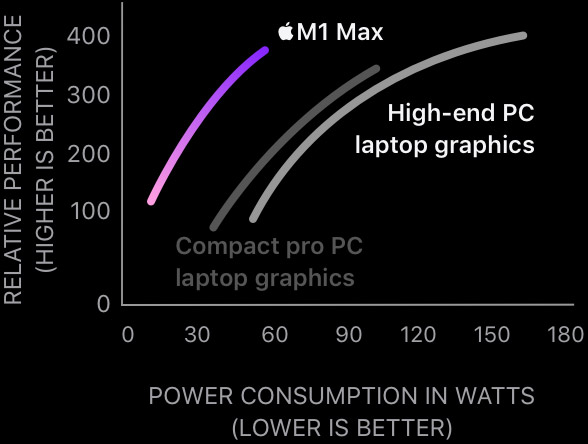 RELATIVE PERFORMANCE
(HIGHER IS BETTER)
400
300
200
100
0
M1 Max
High-end PC
laptop graphics
Compact pro PC
laptop graphics
0 30 60 90 120 150 180
POWER CONSUMPTION IN WATTS
(LOWER IS BETTER)